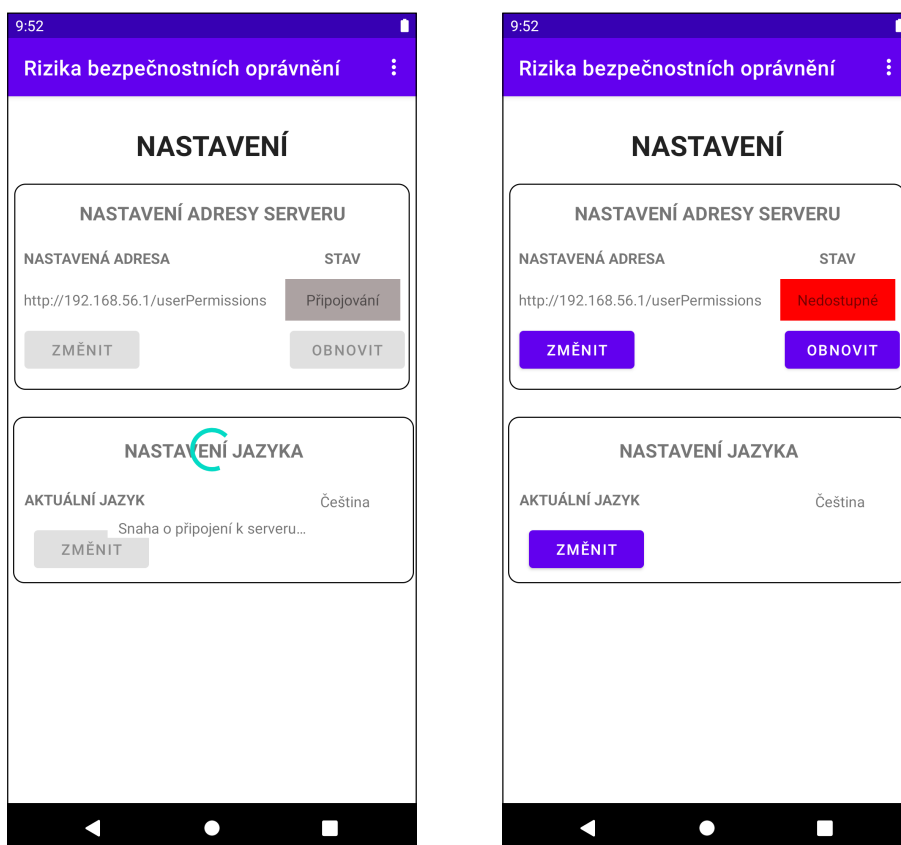 9:52
Rizika bezpečnostních oprávnění
NASTAVENÍ
NASTAVENÍ ADRESY SERVERU
NASTAVENÁ ADRESA STAV
http://192.168.56.1/userPermissions Připojování
ZMĚNIT OBNOVIT
NASTAVENÍ JAZYKA
AKTUÁLNÍ JAZYK Čeština
Snaha o připojení k serveru...
ZMĚNIT
9:52
Rizika bezpečnostních oprávnění
NASTAVENÍ
NASTAVENÍ ADRESY SERVERU
NASTAVENÁ ADRESA STAV
http://192.168.56.1/userPermissions Nedostupné
ZMĚNIT OBNOVIT
NASTAVENÍ JAZYKA
AKTUÁLNÍ JAZYK Čeština
ZMĚNIT